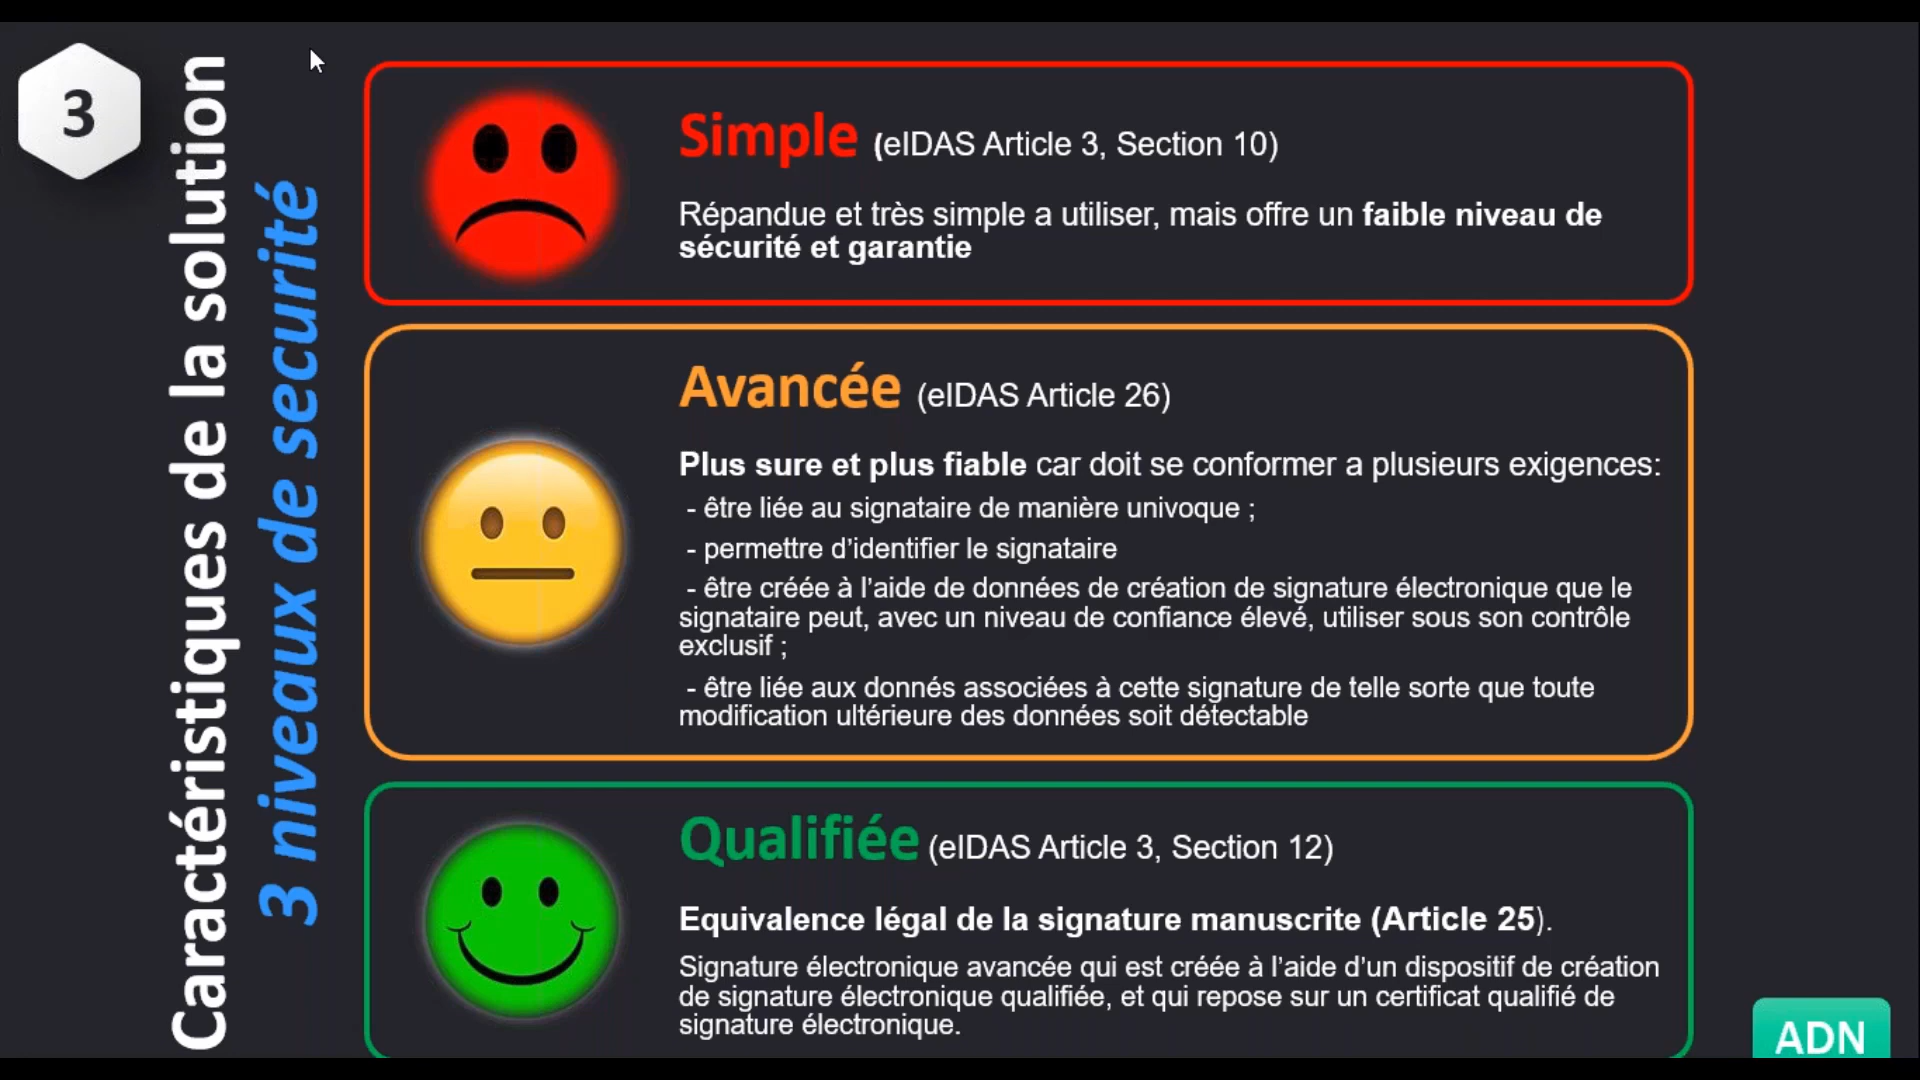 3
Caractéristiques de la solution
3 niveaux de securité
Simple (eIDAS Article 3, Section 10)
Répandue et très simple a utiliser, mais offre un faible niveau de
sécurité et garantie
Avancée (eIDAS Article 26)
Plus sure et plus fiable car doit se conformer a plusieurs exigences:
- être liée au signataire de manière univoque ;
- permettre d’identifier le signataire
- être créée à l’aide de données de création de signature électronique que le
signataire peut, avec un niveau de confiance élevé, utiliser sous son contrôle
exclusif ;
- être liée aux donnés associées à cette signature de telle sorte que toute
modification ultérieure des données soit détectable
Qualifiée (eIDAS Article 3, Section 12)
Equivalence légal de la signature manuscrite (Article 25).
Signature électronique avancée qui est créée à l’aide d’un dispositif de création
de signature électronique qualifiée, et qui repose sur un certificat qualifié de
signature électronique.
ADN